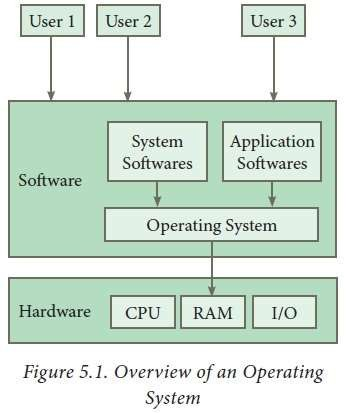 User 1
User 2
User 3
System
Softwares
Application
Softwares
Software
Operating System
Hardware
CPU
RAM
I/O
Figure 5.1. Overview of an Operating
System